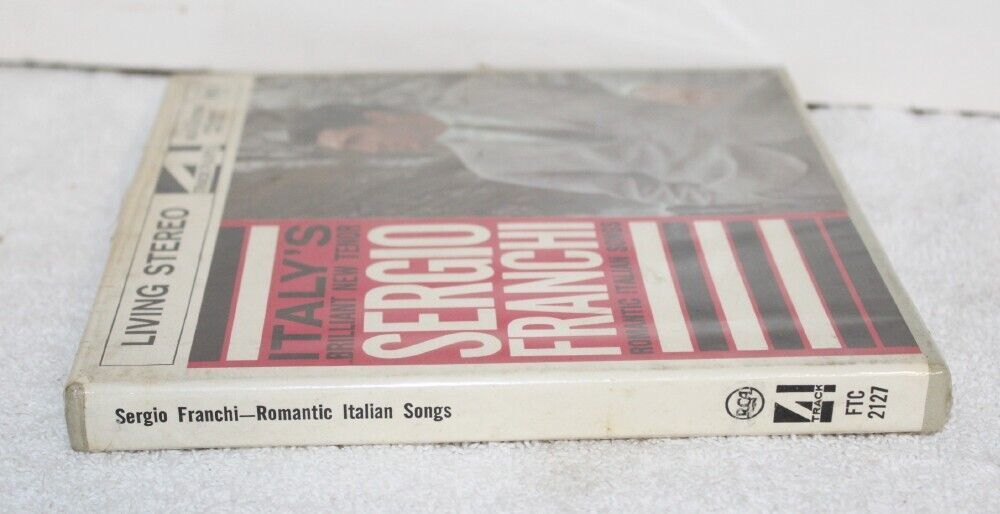 LIVING STEREO
4
ITALY'S
BRILLIANT NEW TENOR
SERGIO
FRANCHI
ROMANTIC ITALIAN SONGS
Sergio Franchi—Romantic Italian Songs
RCA
4
TRACK
FTC
2127